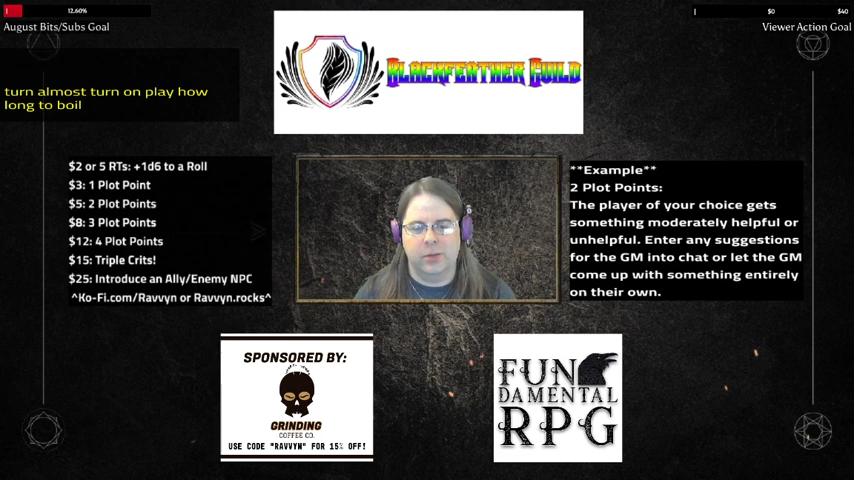 12.60%
$0
$40
August Bits/Subs Goal
Viewer Action Goal
BLACKFEATHER GUILD
turn almost turn on play how
long to boil
$2 or 5 RTs: +1d6 to a Roll
$3: 1 Plot Point
$5: 2 Plot Points
$8: 3 Plot Points
$12: 4 Plot Points
$15: Triple Crits!
$25: Introduce an Ally/Enemy NPC
^Ko-Fi.com/Ravvyn or Ravvyn.rocks^
**Example**
2 Plot Points:
The player of your choice gets
something moderately helpful or
unhelpful. Enter any suggestions
for the GM into chat or let the GM
come up with something entirely
on their own.
SPONSORED BY:
GRINDING
COFFEE CO.
USE CODE "RAVVYN" FOR 15% OFF!
FUN
DAMENTAL
RPG